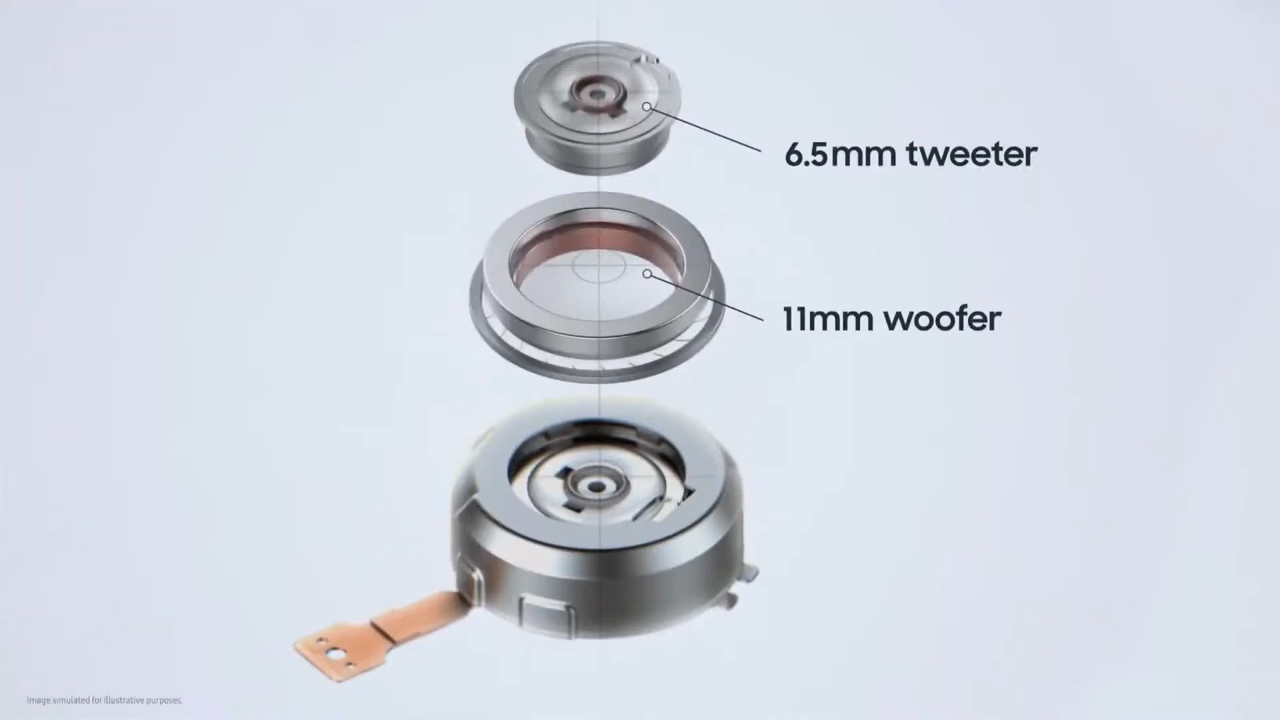 6.5mm tweeter
11mm woofer
Image simulated for illustrative purposes.